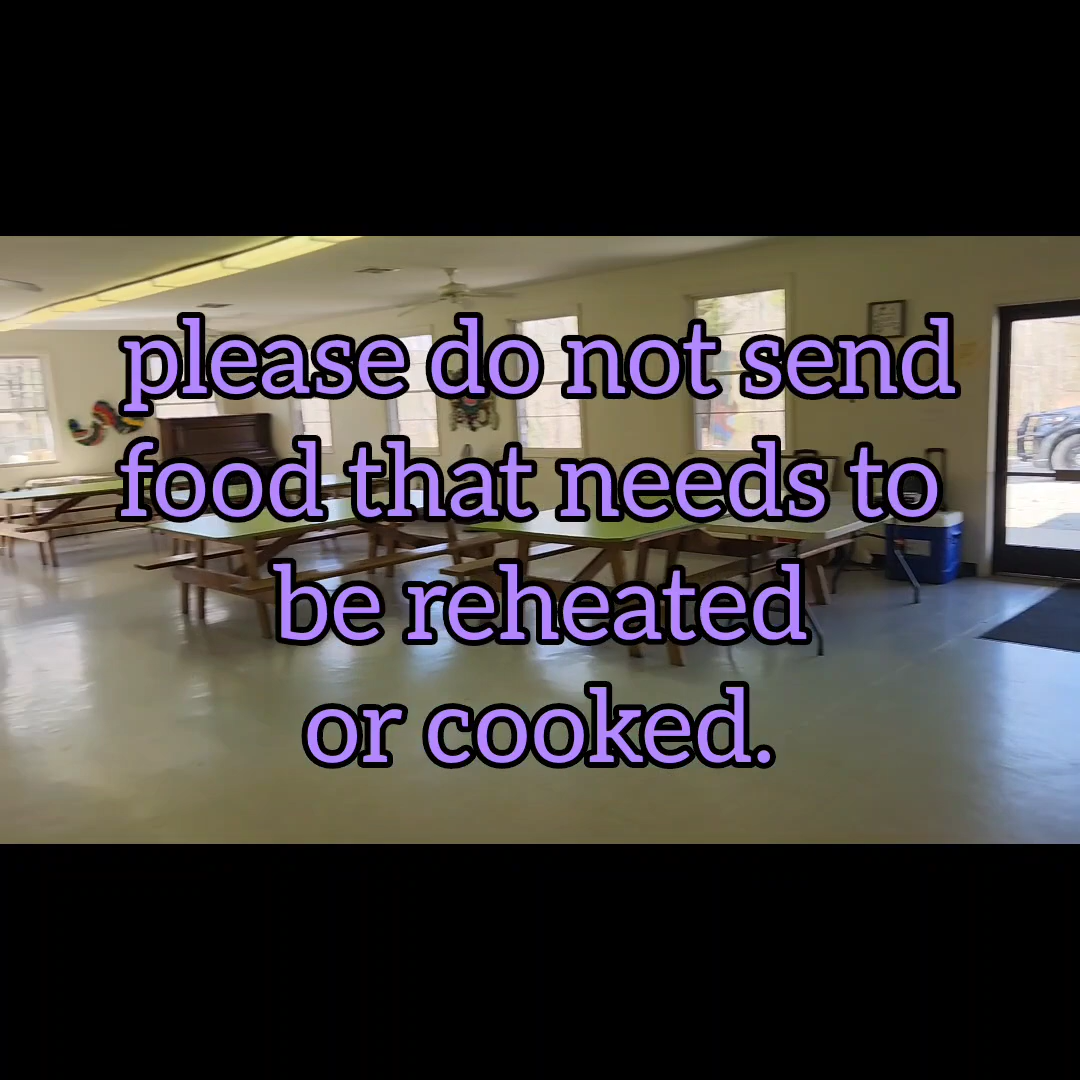 please do not send
food that needs to
be reheated
or cooked.